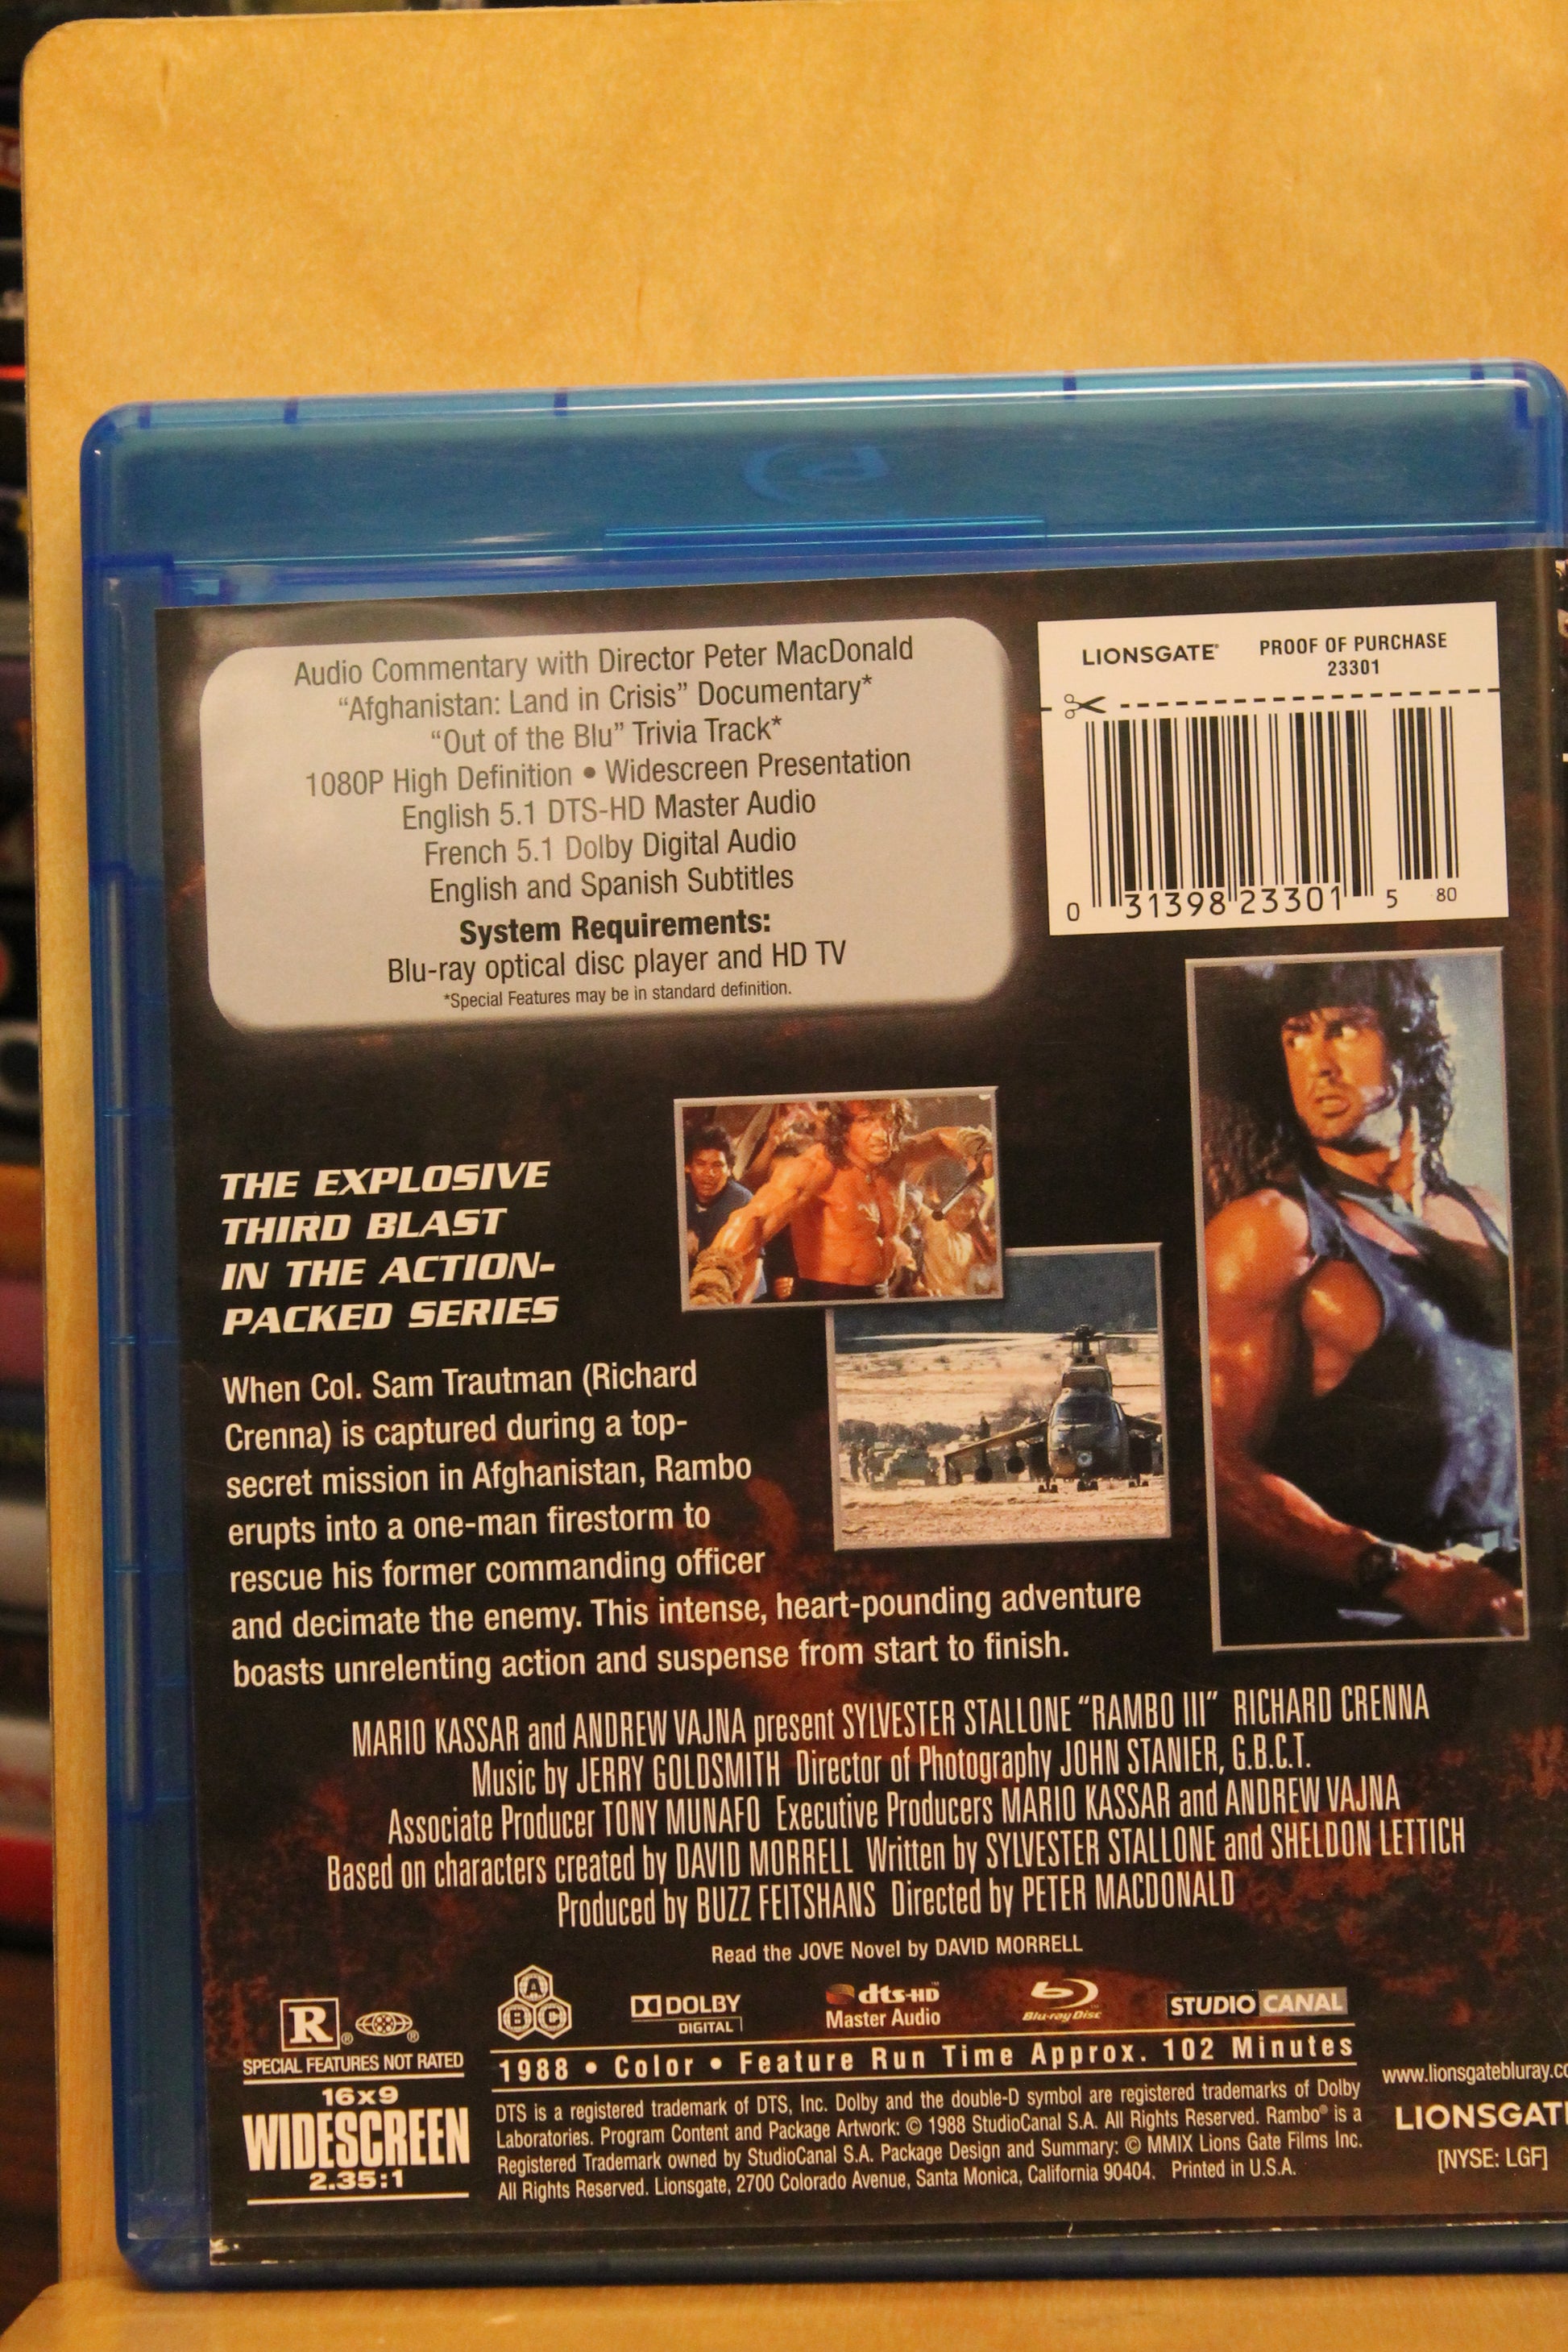 Audio Commentary with Director Peter MacDonald
“Afghanistan: Land in Crisis” Documentary*
“Out of the Blu” Trivia Track*
1080P High Definition • Widescreen Presentation
English 5.1 DTS-HD Master Audio
French 5.1 Dolby Digital Audio
English and Spanish Subtitles
System Requirements:
Blu-ray optical disc player and HD TV
*Special Features may be in standard definition.
LIONSGATE® PROOF OF PURCHASE
23301
0 31398 23301 5 80
THE EXPLOSIVE
THIRD BLAST
IN THE ACTION-
PACKED SERIES
When Col. Sam Trautman (Richard
Crenna) is captured during a top-
secret mission in Afghanistan, Rambo
erupts into a one-man firestorm to
rescue his former commanding officer
and decimate the enemy. This intense, heart-pounding adventure
boasts unrelenting action and suspense from start to finish.
MARIO KASSAR and ANDREW VAJNA present SYLVESTER STALLONE “RAMBO III” RICHARD CRENNA
Music by JERRY GOLDSMITH Director of Photography JOHN STANIER, G.B.C.T.
Associate Producer TONY MUNAFO Executive Producers MARIO KASSAR and ANDREW VAJNA
Based on characters created by DAVID MORRELL Written by SYLVESTER STALLONE and SHELDON LETTICH
Produced by BUZZ FEITSHANS Directed by PETER MACDONALD
Read the JOVE Novel by DAVID MORRELL
R® ®
SPECIAL FEATURES NOT RATED
16x9
WIDESCREEN
2.35:1
A
B C
DOLBY
DIGITAL
dts-HD™
Master Audio
Blu-ray Disc™
STUDIO CANAL
1988 • Color • Feature Run Time Approx. 102 Minutes
DTS is a registered trademark of DTS, Inc. Dolby and the double-D symbol are registered trademarks of Dolby
Laboratories. Program Content and Package Artwork: © 1988 StudioCanal S.A. All Rights Reserved. Rambo® is a
Registered Trademark owned by StudioCanal S.A. Package Design and Summary: © MMIX Lions Gate Films Inc.
All Rights Reserved. Lionsgate, 2700 Colorado Avenue, Santa Monica, California 90404. Printed in U.S.A.
www.lionsgatebluray.co
LIONSGAT
[NYSE: LGF]